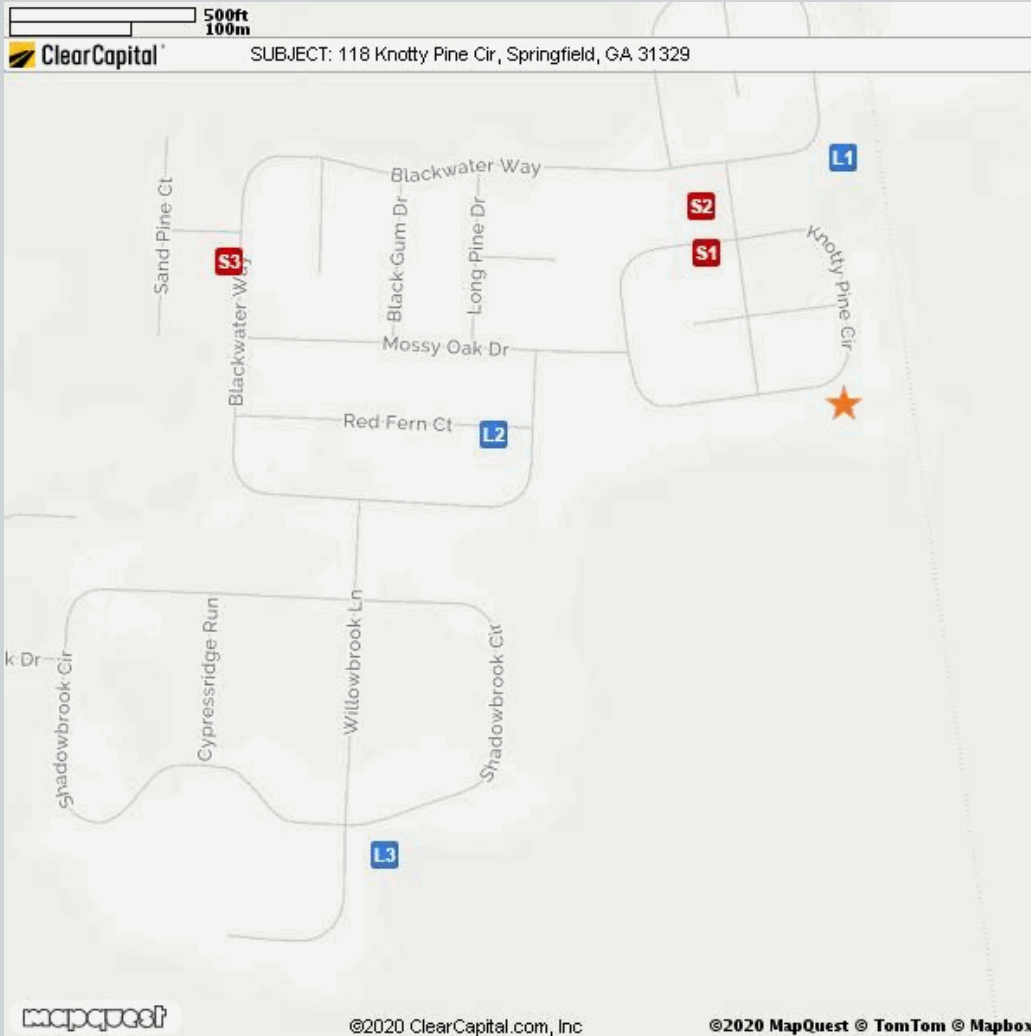 500ft
100m
ClearCapital
SUBJECT: 118 Knotty Pine Cir, Springfield, GA 31329
L1
Blackwater Way
Sand Pine Ct
Black Gum Dr
Long Pine Dr
S2
S1
S3
Knotty Pine Cir
Blackwater Way
Mossy Oak Dr
Red Fern Ct
L2
k Dr
Shadowbrook Cir
Cypressridge Run
Willowbrook Ln
Shadowbrook Cir
L3
mapquest
©2020 ClearCapital.com, Inc
©2020 MapQuest © TomTom © Mapbox